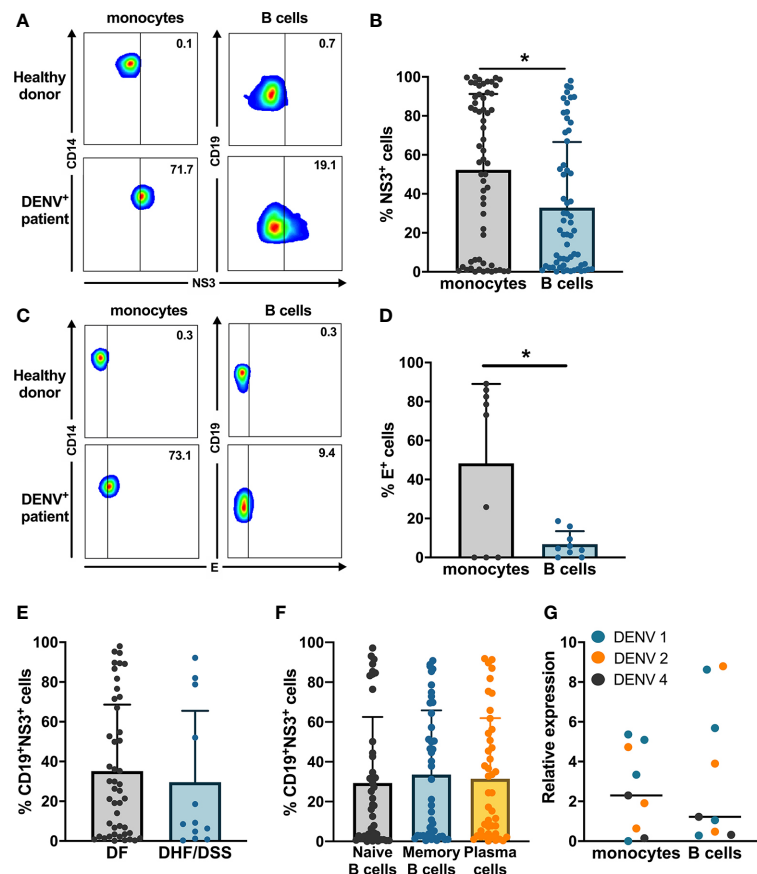 A
monocytes
B cells
Healthy
donor
0.1
0.7
CD14
CD19
DENV+
patient
71.7
19.1
NS3
B
*
% NS3+ cells
100
80
60
40
20
0
monocytes
B cells
C
monocytes
B cells
Healthy
donor
0.3
0.3
CD14
CD19
DENV+
patient
73.1
9.4
E
D
*
% E+ cells
100
80
60
40
20
0
monocytes
B cells
E
% CD19+NS3+ cells
100
80
60
40
20
0
DF
DHF/DSS
F
% CD19+NS3+ cells
100
80
60
40
20
0
Naive
B cells
Memory
B cells
Plasma
cells
G
DENV 1
DENV 2
DENV 4
Relative expression
10
8
6
4
2
0
monocytes
B cells